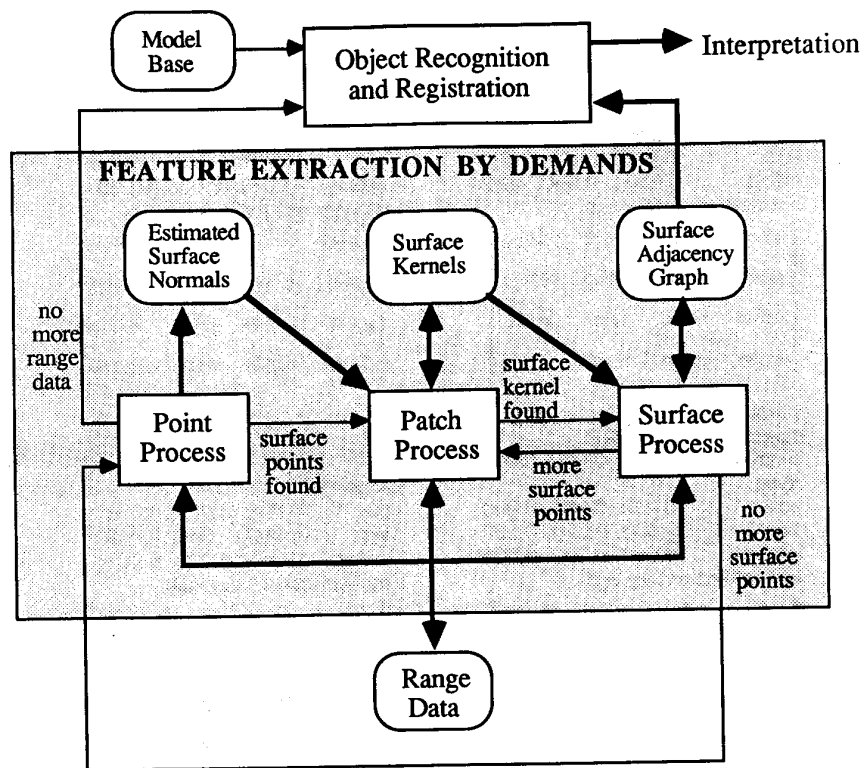 Model
Base
Object Recognition
and Registration
Interpretation
FEATURE EXTRACTION BY DEMANDS
Estimated
Surface
Normals
Surface
Kernels
Surface
Adjacency
Graph
no
more
range
data
surface
kernel
found
Point
Process
surface
points
found
Patch
Process
Surface
Process
more
surface
points
no
more
surface
points
Range
Data